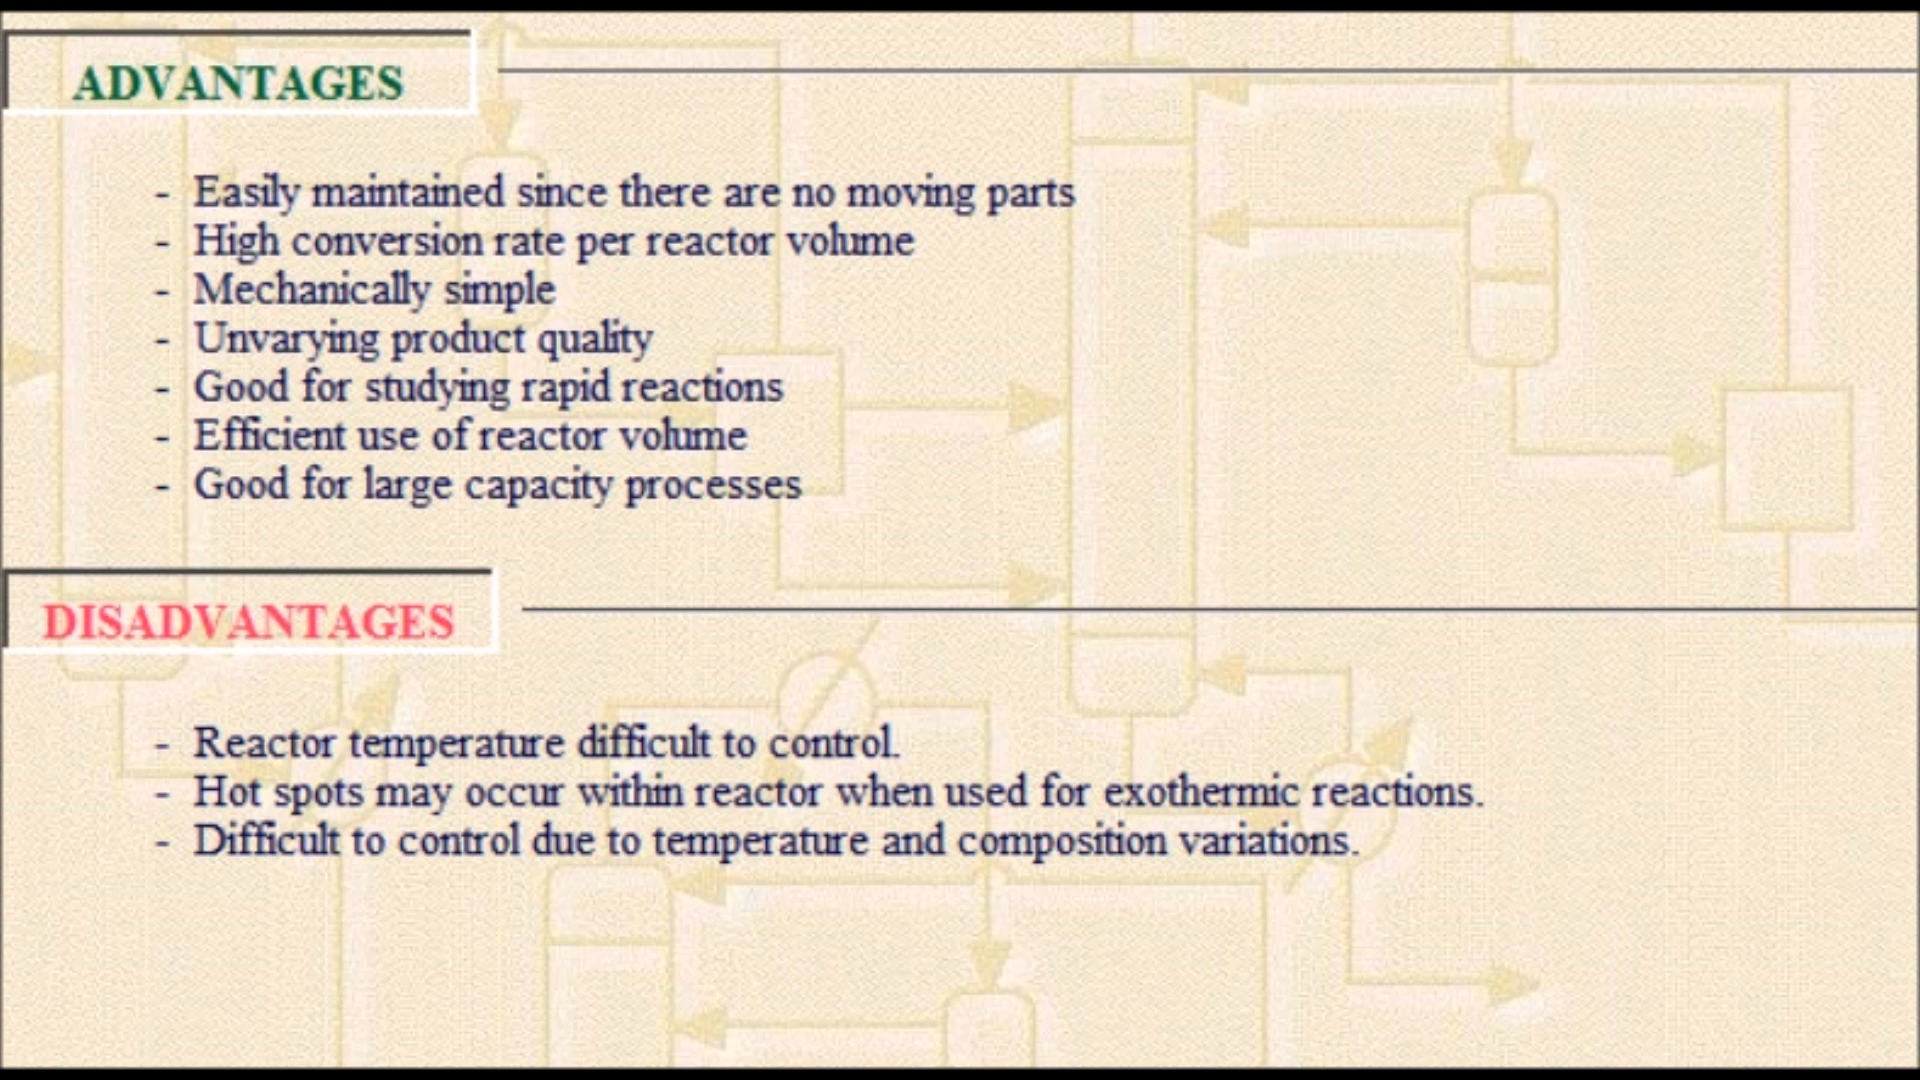 ADVANTAGES
- Easily maintained since there are no moving parts
- High conversion rate per reactor volume
- Mechanically simple
- Unvarying product quality
- Good for studying rapid reactions
- Efficient use of reactor volume
- Good for large capacity processes
DISADVANTAGES
- Reactor temperature difficult to control.
- Hot spots may occur within reactor when used for exothermic reactions.
- Difficult to control due to temperature and composition variations.